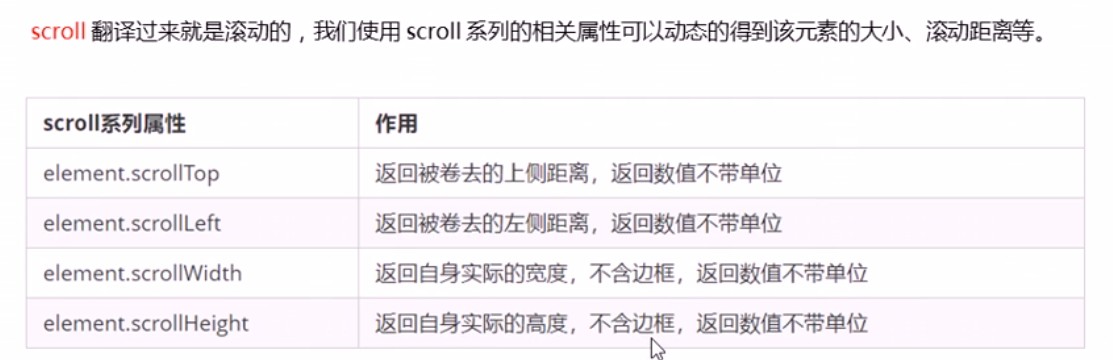 scroll 翻译过来就是滚动的，我们使用 scroll 系列的相关属性可以动态的得到该元素的大小、滚动距离等。
scroll系列属性 作用
element.scrollTop 返回被卷去的上侧距离，返回数值不带单位
element.scrollLeft 返回被卷去的左侧距离，返回数值不带单位
element.scrollWidth 返回自身实际的宽度，不含边框，返回数值不带单位
element.scrollHeight 返回自身实际的高度，不含边框，返回数值不带单位